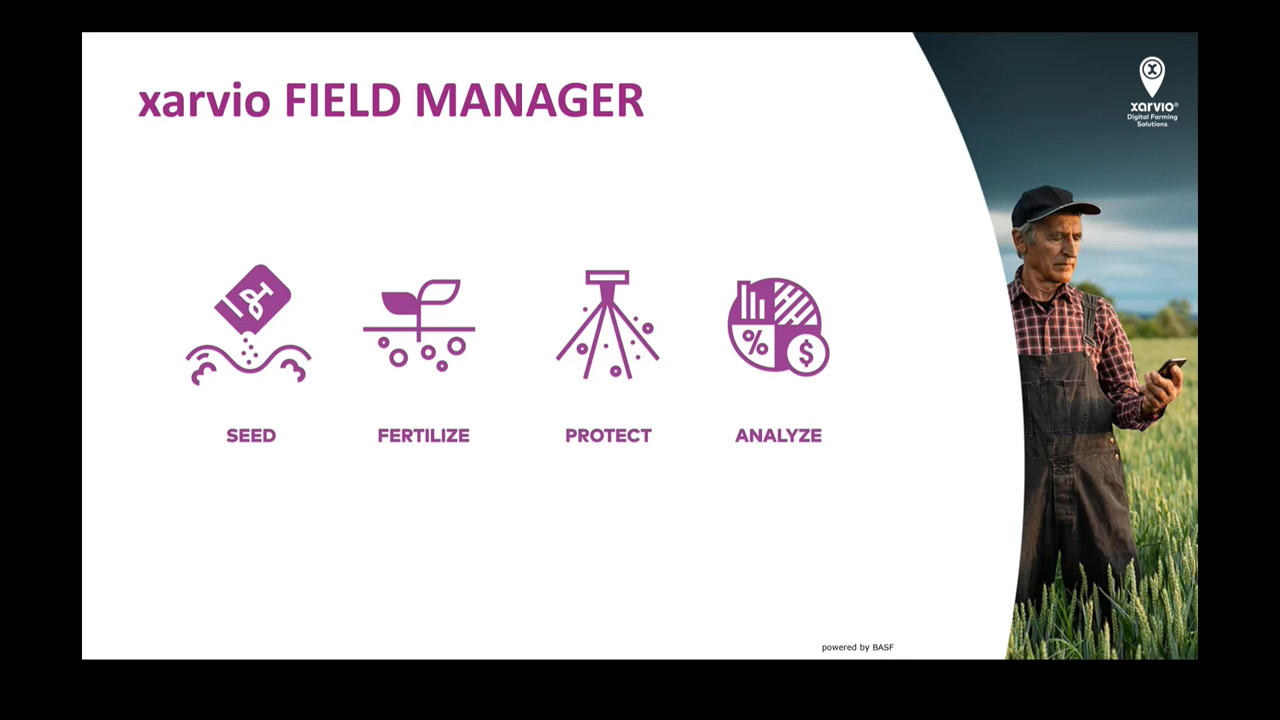 xarvio FIELD MANAGER
xarvio®
Digital Farming
Solutions
%
$
SEED
FERTILIZE
PROTECT
ANALYZE
powered by BASF